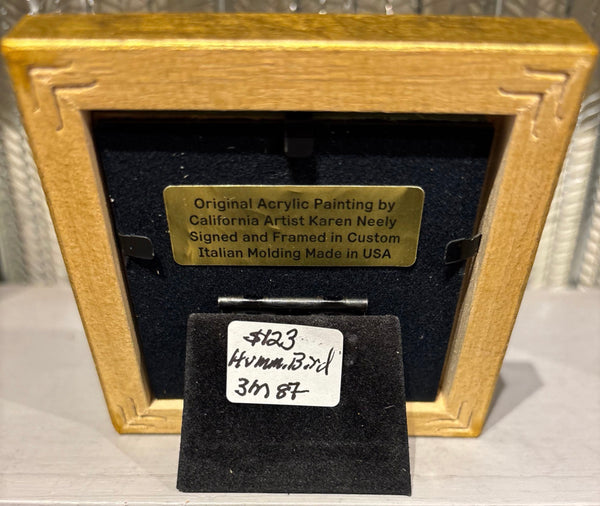 Original Acrylic Painting by
California Artist Karen Neely
Signed and Framed in Custom
Italian Molding Made in USA
$123
Humm.Bird
3M 87